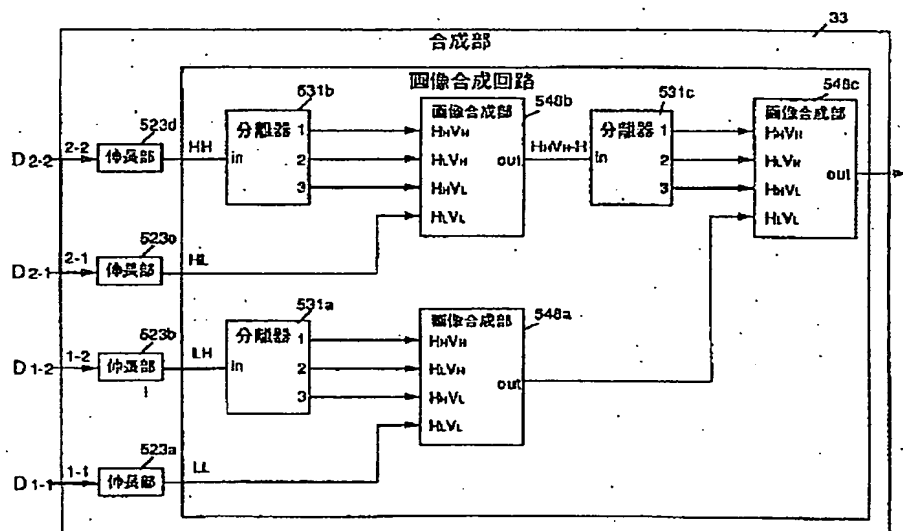 33
合成部
画像合成回路
523d
531b
画像合成部
548b
531c
548c
画像合成部
D2-2
2-2
伸長部
HH
分離器 1
in
2
3
HHVH
HLVH
HHVL
HLVL
out
分離器 1
in
2
3
HHVH
HLVH
HHVL
HLVL
out
D2-1
2-1
伸長部
HL
523b
531a
画像合成部
548a
D1-2
1-2
伸長部
LH
分離器 1
in
2
3
HHVH
HLVH
HHVL
HLVL
out
523a
D1-1
1-1
伸長部
LL